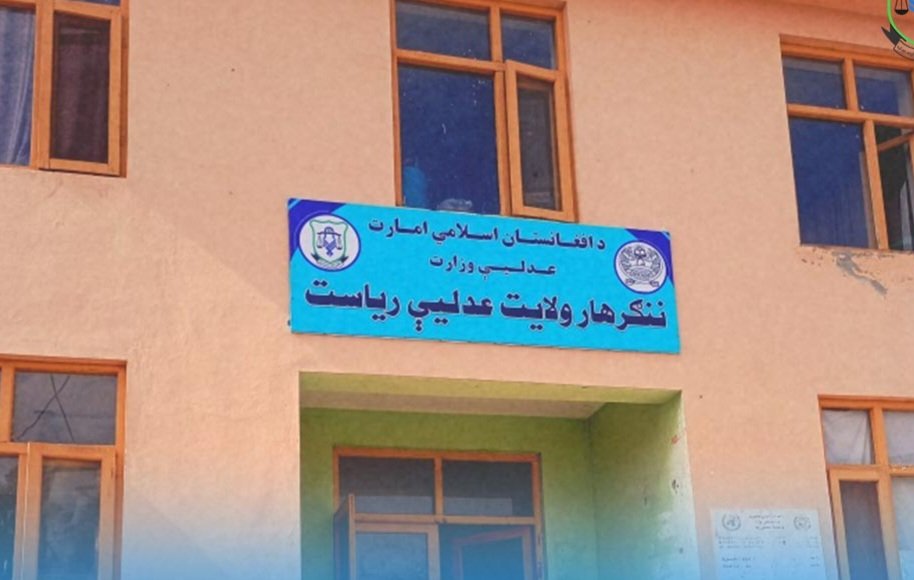 د افغانستان اسلامي امارت
عدلیې وزارت
ننګرهار ولایت عدلیې ریاست